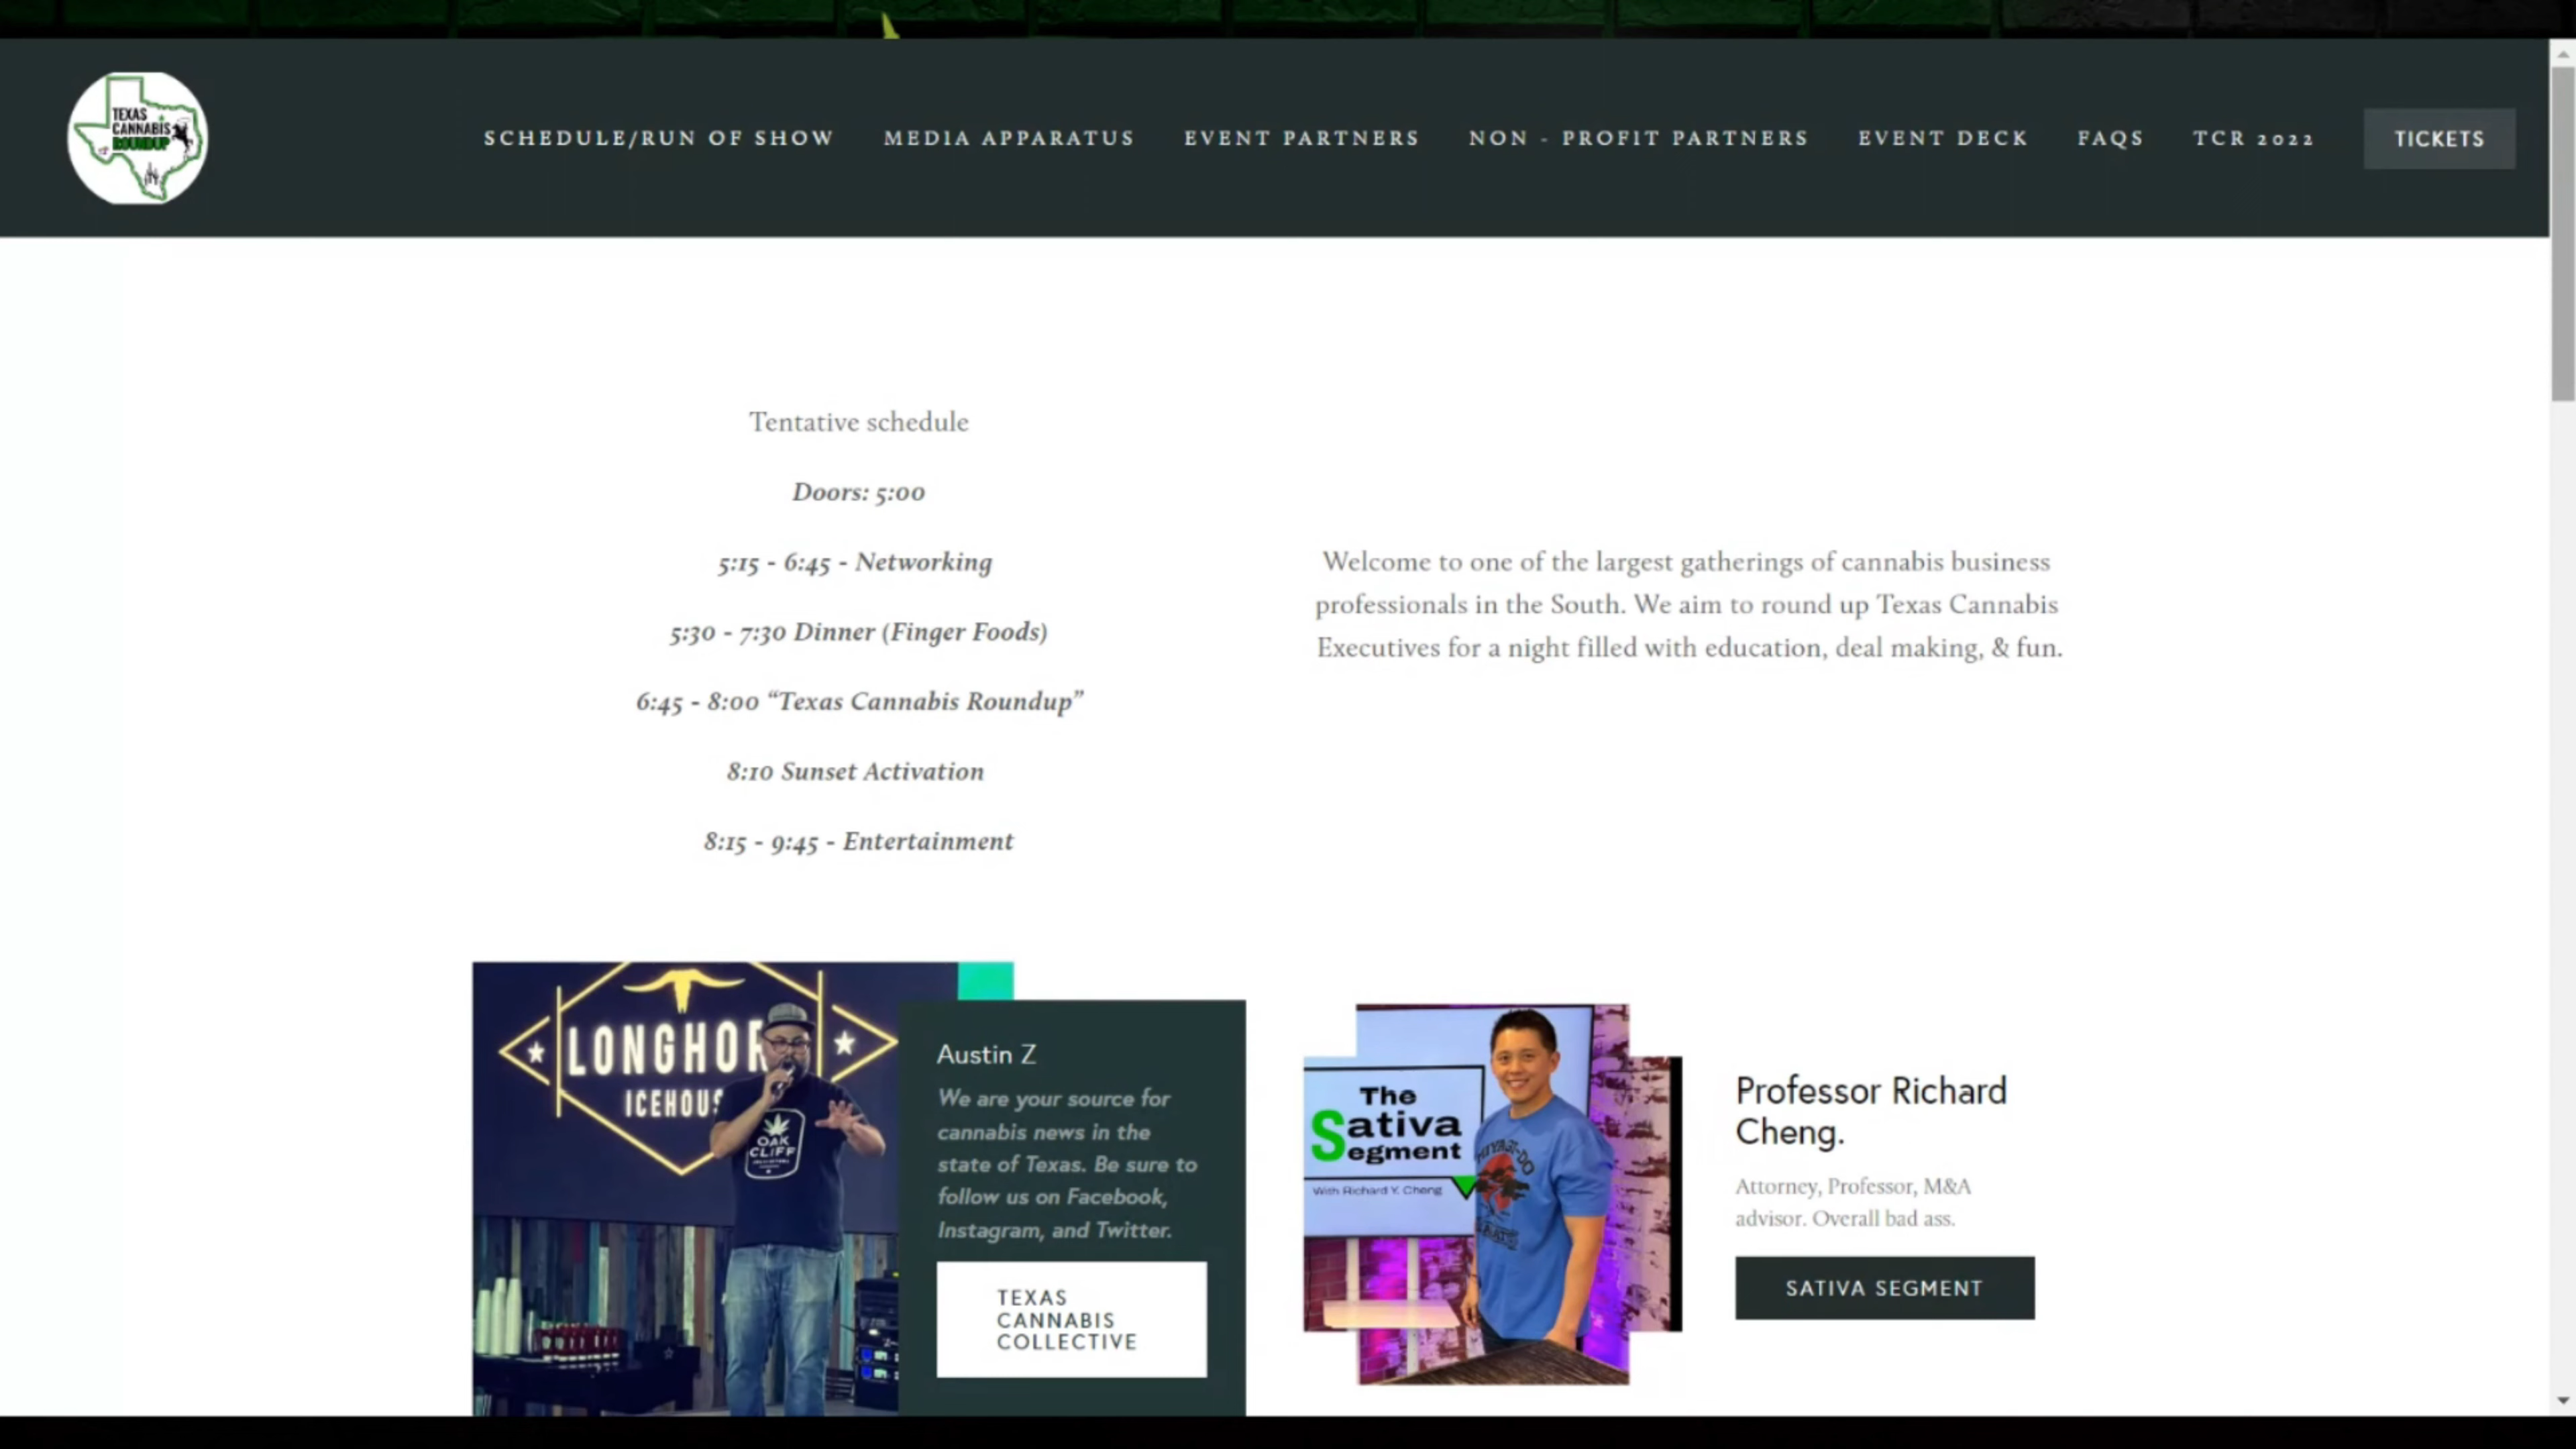 TEXAS
CANNABIS
ROUNDUP
SCHEDULE/RUN OF SHOW
MEDIA APPARATUS
EVENT PARTNERS
NON - PROFIT PARTNERS
EVENT DECK
FAQS
TCR 2022
TICKETS
Tentative schedule
Doors: 5:00
5:15 - 6:45 - Networking
5:30 - 7:30 Dinner (Finger Foods)
6:45 - 8:00 “Texas Cannabis Roundup”
8:10 Sunset Activation
8:15 - 9:45 - Entertainment
Welcome to one of the largest gatherings of cannabis business
professionals in the South. We aim to round up Texas Cannabis
Executives for a night filled with education, deal making, & fun.
LONGHOR
ICEHOUS
OAK
CLIFF
Austin Z
We are your source for
cannabis news in the
state of Texas. Be sure to
follow us on Facebook,
Instagram, and Twitter.
TEXAS
CANNABIS
COLLECTIVE
The
Sativa
Segment
With Richard Y. Cheng
Professor Richard
Cheng.
Attorney, Professor, M&A
advisor. Overall bad ass.
SATIVA SEGMENT